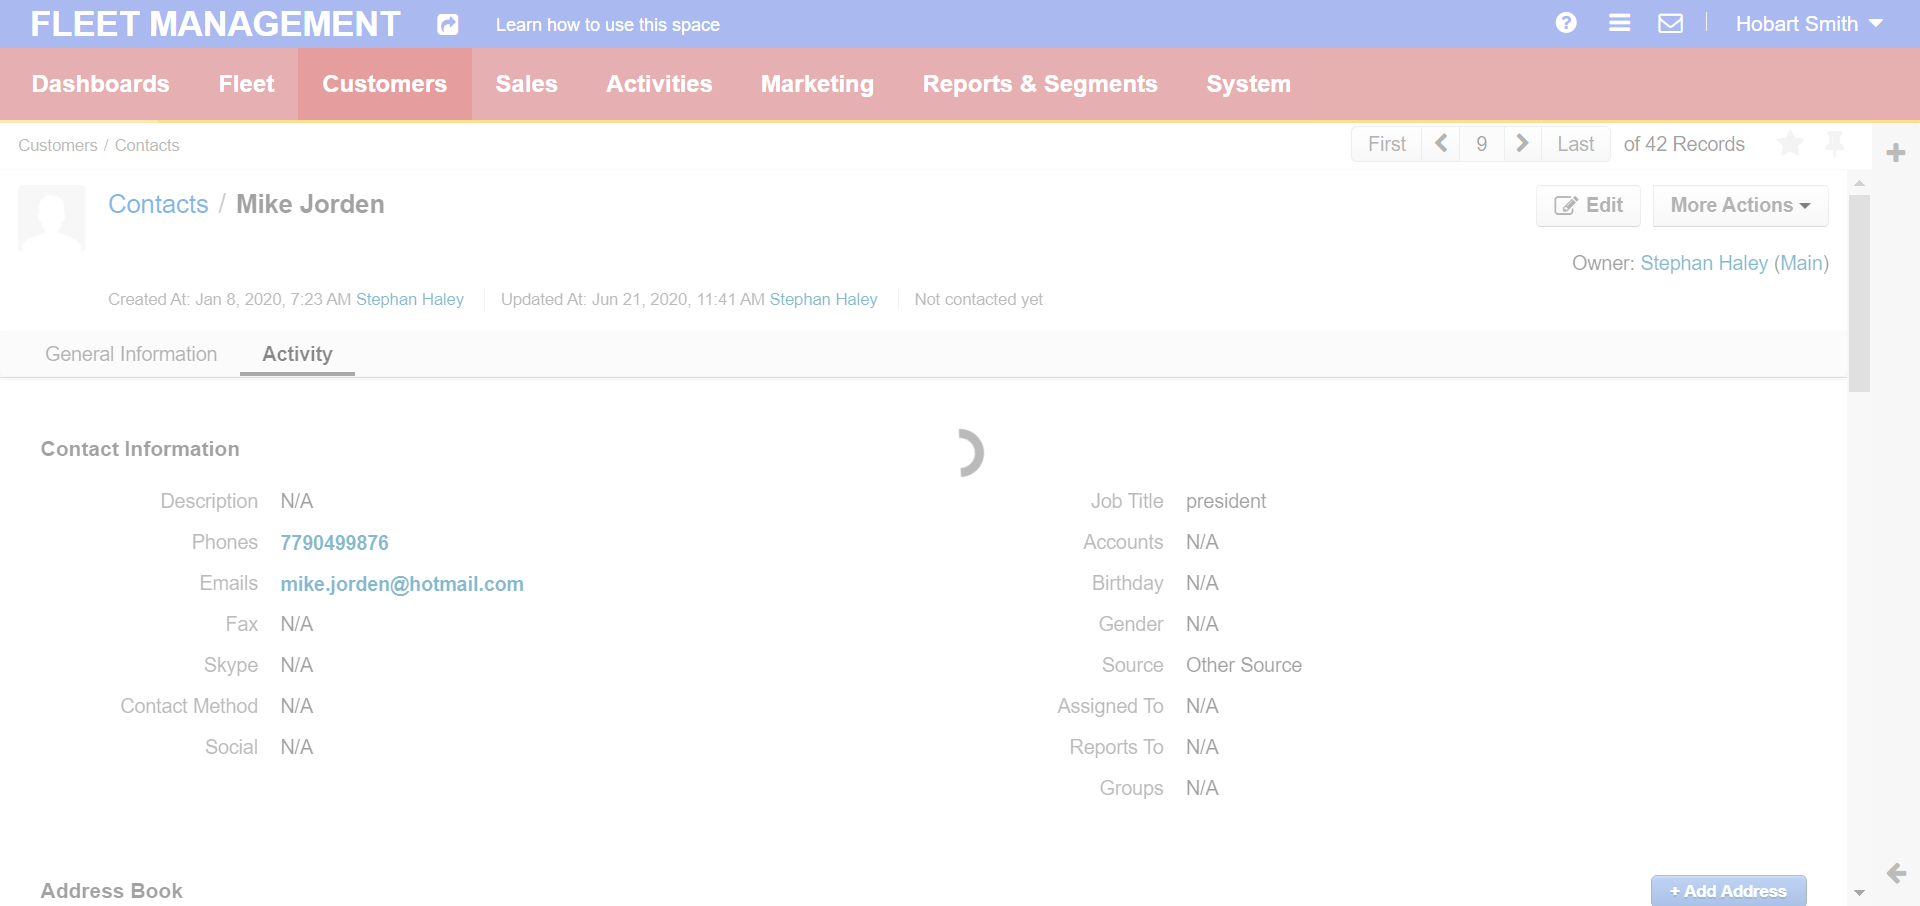 FLEET MANAGEMENT Learn how to use this space Hobart Smith
Dashboards Fleet Customers Sales Activities Marketing Reports & Segments System
Customers / Contacts First 9 Last of 42 Records
Contacts / Mike Jorden Edit More Actions
Owner: Stephan Haley (Main)
Created At: Jan 8, 2020, 7:23 AM Stephan Haley Updated At: Jun 21, 2020, 11:41 AM Stephan Haley Not contacted yet
General Information Activity
Contact Information
Description N/A
Phones 7790499876
Emails mike.jorden@hotmail.com
Fax N/A
Skype N/A
Contact Method N/A
Social N/A
Job Title president
Accounts N/A
Birthday N/A
Gender N/A
Source Other Source
Assigned To N/A
Reports To N/A
Groups N/A
Address Book + Add Address